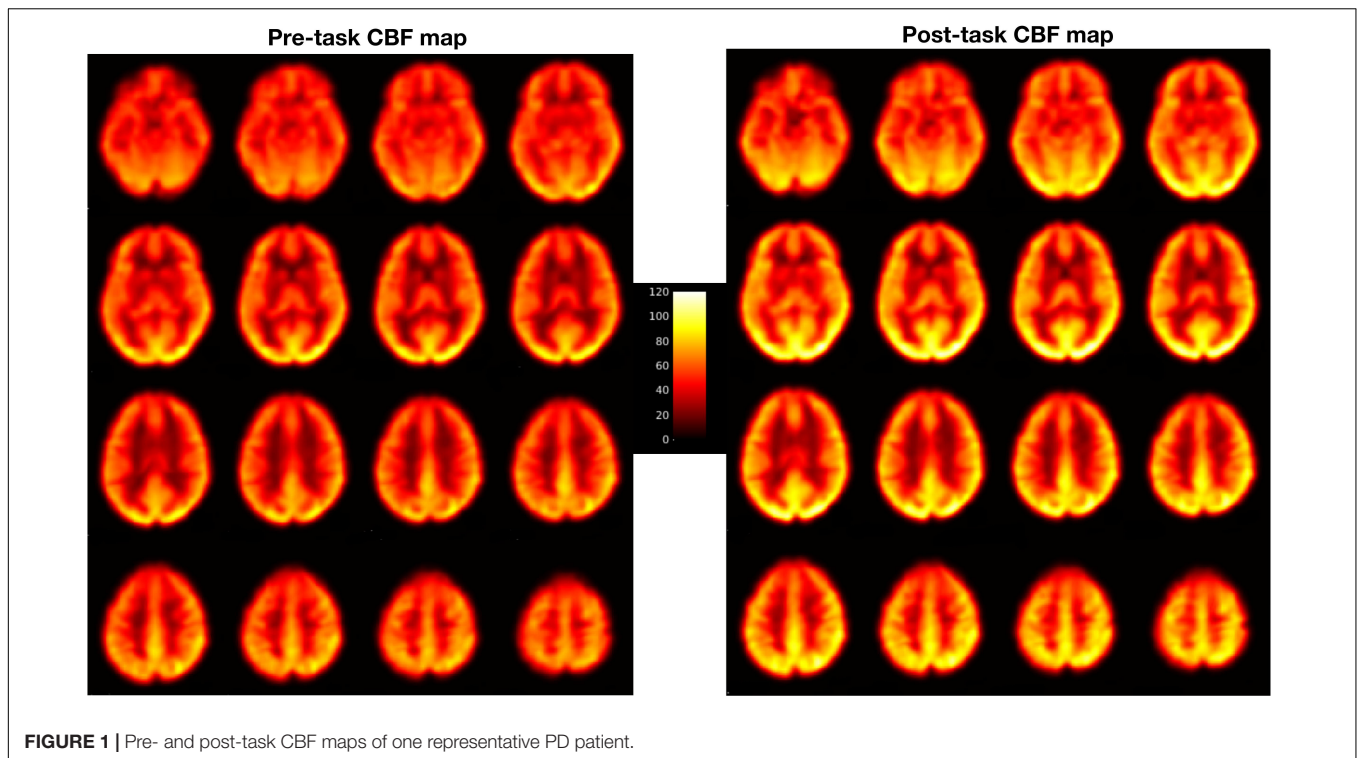 Pre-task CBF map
Post-task CBF map
120
100
80
60
40
20
0
FIGURE 1 | Pre- and post-task CBF maps of one representative PD patient.